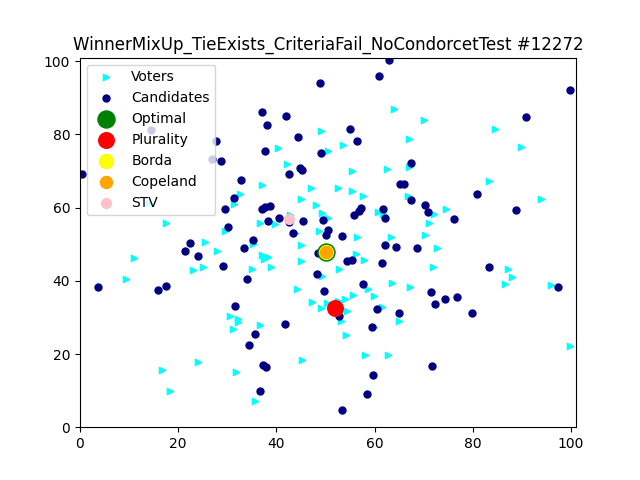 WinnerMixUp_TieExists_CriteriaFail_NoCondorcetTest #12272
100
80
60
40
20
0
Voters
Candidates
Optimal
Plurality
Borda
Copeland
STV
0 20 40 60 80 100